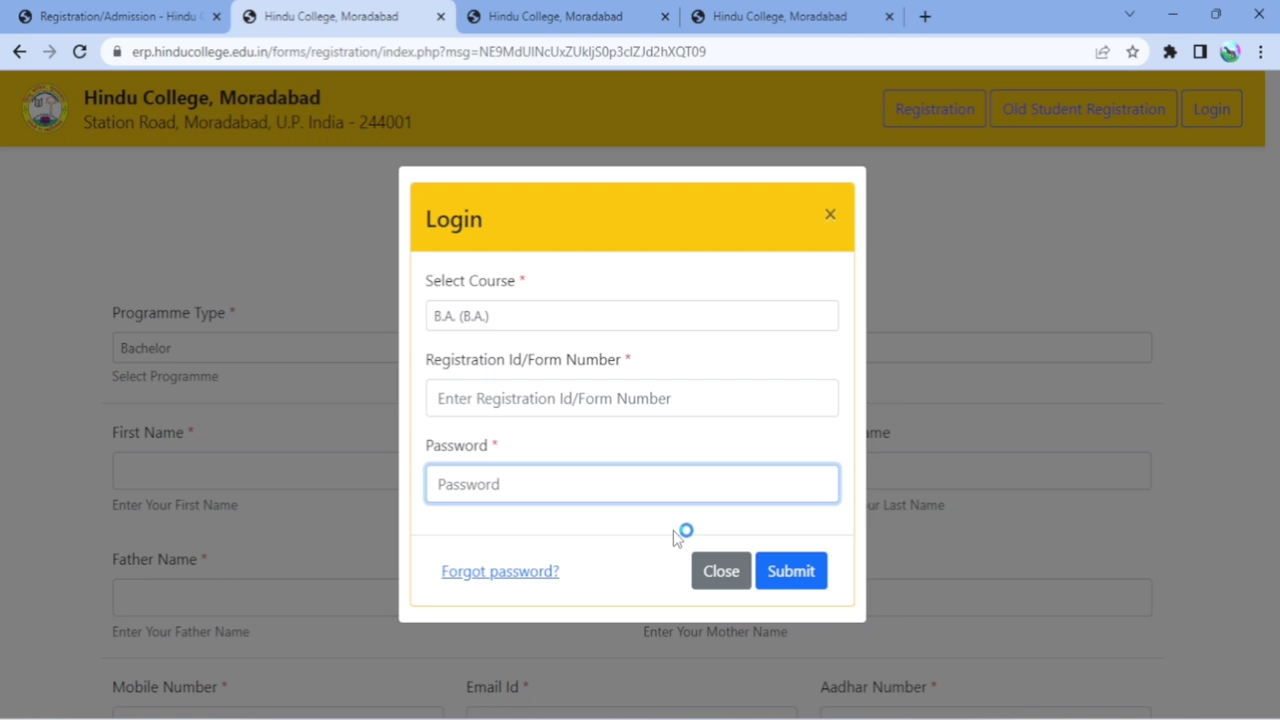 Registration/Admission - Hindu C
Hindu College, Moradabad
Hindu College, Moradabad
Hindu College, Moradabad
erp.hinducollege.edu.in/forms/registration/index.php?msg=NE9MdUlNcUxZUkljS0p3clZJd2hXQT09
Hindu College, Moradabad
Station Road, Moradabad, U.P. India - 244001
Registration
Old Student Registration
Login
Login
×
Select Course *
B.A. (B.A.)
Registration Id/Form Number *
Enter Registration Id/Form Number
Password *
Password
Forgot password?
Close
Submit
Programme Type *
Bachelor
Select Programme
First Name *
ame
Enter Your First Name
ur Last Name
Father Name *
Enter Your Father Name
Enter Your Mother Name
Mobile Number *
Email Id *
Aadhar Number *